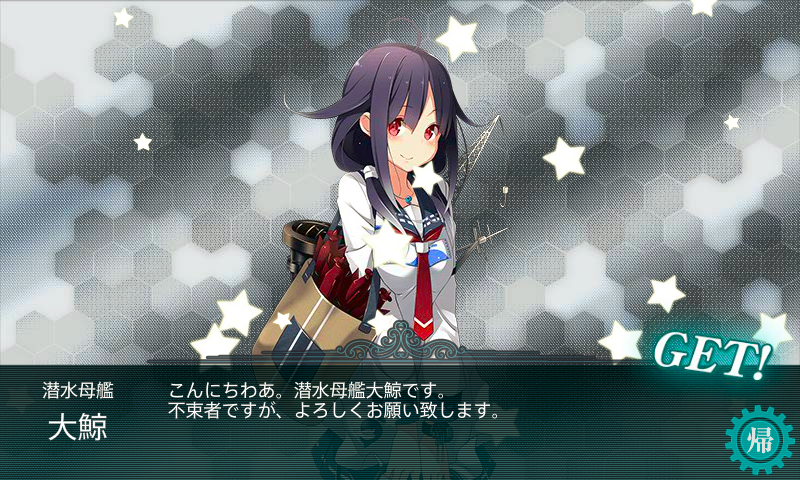 GET!
潜水母艦
大鯨
こんにちわあ。潜水母艦大鯨です。
不束者ですが、よろしくお願い致します。
帰